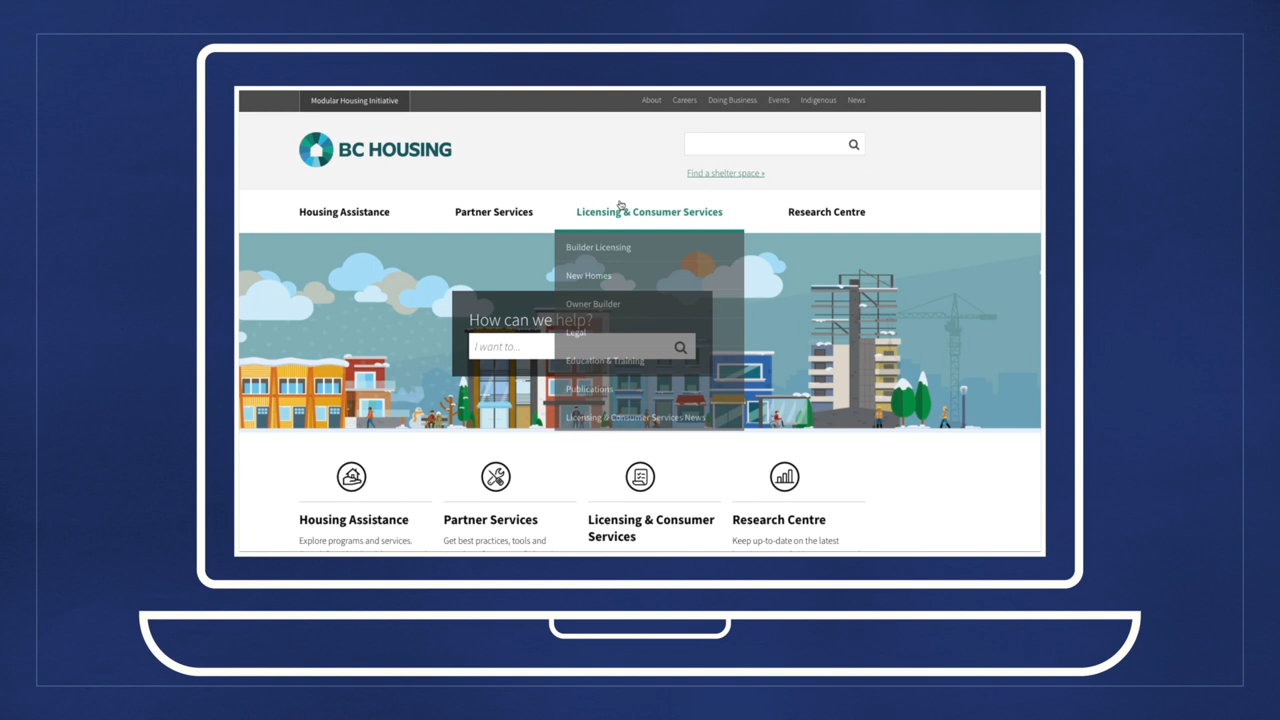 Modular Housing Initiative
About Careers Doing Business Events Indigenous News
BC HOUSING
Find a shelter space »
Housing Assistance Partner Services Licensing & Consumer Services Research Centre
Builder Licensing
New Homes
Owner Builder
Legal
Education & Training
Publications
Licensing & Consumer Services News
How can we help?
I want to...
Housing Assistance
Explore programs and services.
Partner Services
Get best practices, tools and
Licensing & Consumer
Services
Research Centre
Keep up-to-date on the latest